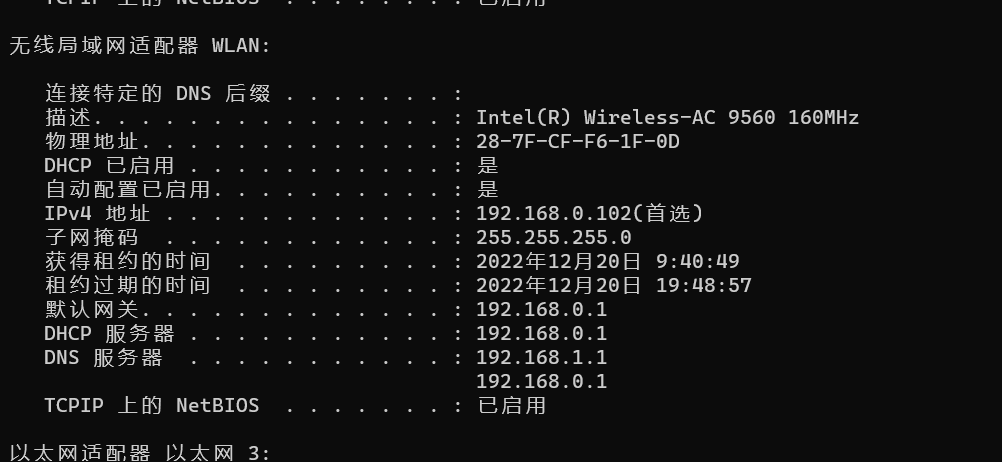 TCPIP 上的 NetBIOS  . . . . . . . : 已启用
无线局域网适配器 WLAN:
连接特定的 DNS 后缀 . . . . . . . :
描述. . . . . . . . . . . . . . . : Intel(R) Wireless-AC 9560 160MHz
物理地址. . . . . . . . . . . . . : 28-7F-CF-F6-1F-0D
DHCP 已启用 . . . . . . . . . . . : 是
自动配置已启用. . . . . . . . . . : 是
IPv4 地址 . . . . . . . . . . . . : 192.168.0.102(首选)
子网掩码  . . . . . . . . . . . . : 255.255.255.0
获得租约的时间  . . . . . . . . . : 2022年12月20日 9:40:49
租约过期的时间  . . . . . . . . . : 2022年12月20日 19:48:57
默认网关. . . . . . . . . . . . . : 192.168.0.1
DHCP 服务器 . . . . . . . . . . . : 192.168.0.1
DNS 服务器  . . . . . . . . . . . : 192.168.1.1
192.168.0.1
TCPIP 上的 NetBIOS  . . . . . . . : 已启用
以太网适配器 以太网 3: